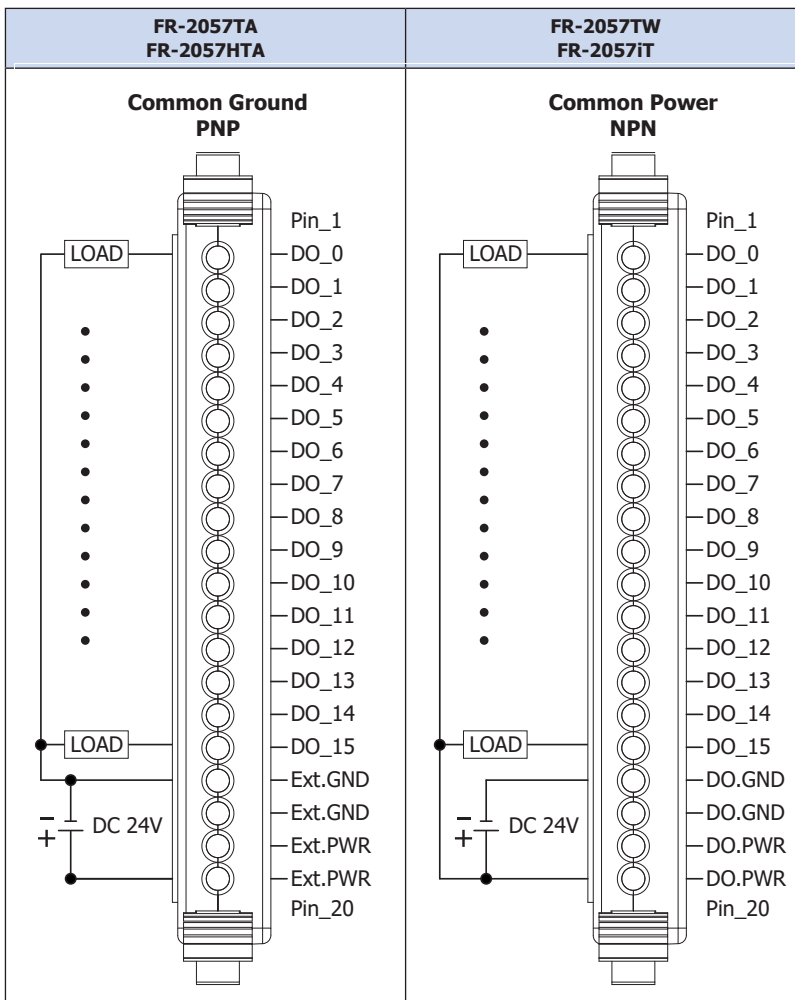 FR-2057TA
FR-2057HTA
FR-2057TW
FR-2057iT
Common Ground
PNP
Pin_1
LOAD
DO_0
DO_1
DO_2
DO_3
DO_4
DO_5
DO_6
DO_7
DO_8
DO_9
DO_10
DO_11
DO_12
DO_13
DO_14
LOAD
DO_15
Ext.GND
Ext.GND
−
+
DC 24V
Ext.PWR
Ext.PWR
Pin_20
Common Power
NPN
Pin_1
LOAD
DO_0
DO_1
DO_2
DO_3
DO_4
DO_5
DO_6
DO_7
DO_8
DO_9
DO_10
DO_11
DO_12
DO_13
DO_14
LOAD
DO_15
DO.GND
DO.GND
−
+
DC 24V
DO.PWR
DO.PWR
Pin_20